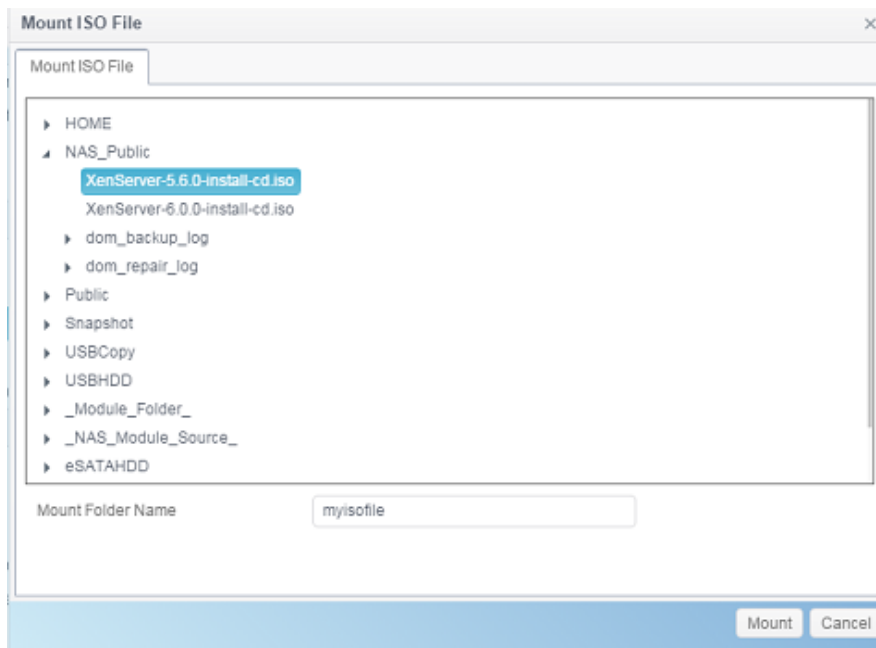 Mount ISO File
Mount ISO File
HOME
NAS_Public
XenServer-5.6.0-install-cd.iso
XenServer-6.0.0-install-cd.iso
dom_backup_log
dom_repair_log
Public
Snapshot
USBCopy
USBHDD
_Module_Folder_
_NAS_Module_Source_
eSATAHDD
Mount Folder Name myisofile
Mount Cancel